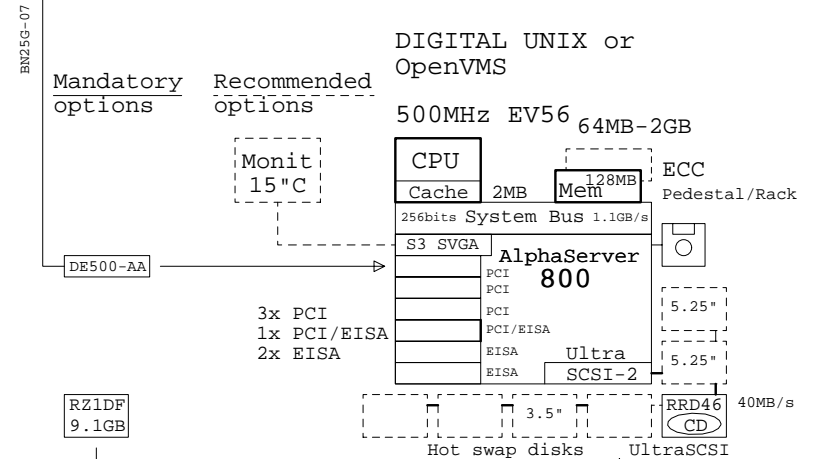 BN25G-07
DIGITAL UNIX or
OpenVMS
Mandatory
options
Recommended
options
500MHz EV56
64MB-2GB
Monit
15"C
CPU
Cache
2MB
128MB
Mem
ECC
Pedestal/Rack
256bits System Bus 1.1GB/s
S3 SVGA
AlphaServer
800
DE500-AA
PCI
PCI
PCI
PCI/EISA
EISA
EISA
3x PCI
1x PCI/EISA
2x EISA
5.25"
5.25"
Ultra
SCSI-2
RZ1DF
9.1GB
3.5"
RRD46
CD
40MB/s
Hot swap disks
UltraSCSI